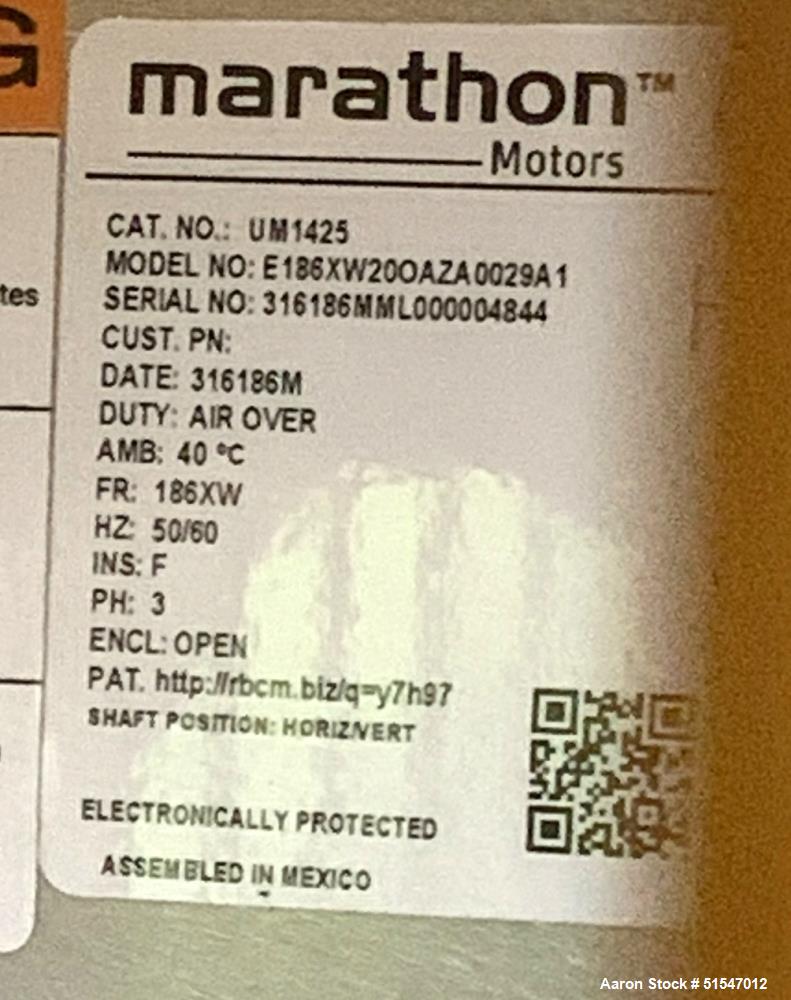 G
marathon™
Motors
CAT. NO.: UM1425
MODEL NO: E186XW20OAZA0029A1
tes
SERIAL NO: 316186MML000004844
CUST. PN:
DATE: 316186M
DUTY: AIR OVER
AMB: 40 ºC
FR: 186XW
HZ: 50/60
INS: F
PH: 3
ENCL: OPEN
PAT. http://rbcm.biz/q=y7h97
SHAFT POSITION: HORIZ/VERT
ELECTRONICALLY PROTECTED
ASSEMBLED IN MEXICO
Aaron Stock # 51547012